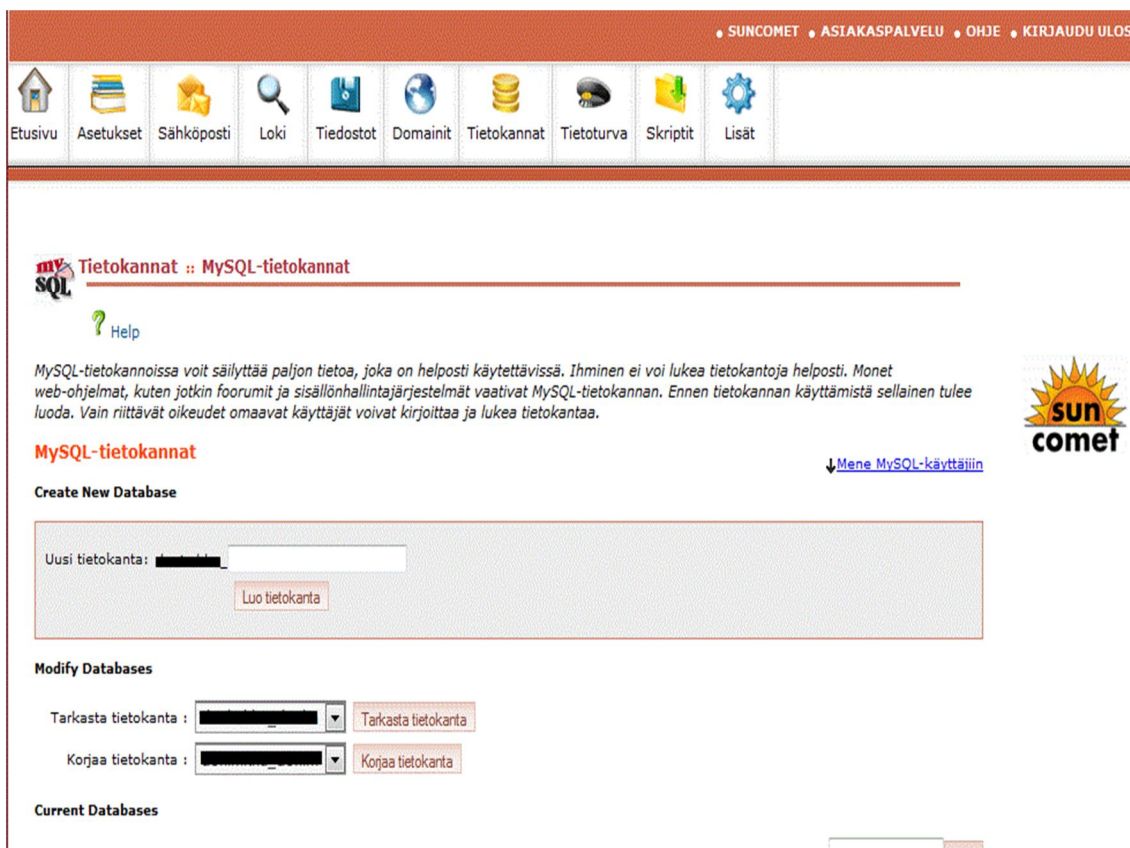 • SUNCOMET • ASIAKASPALVELU • OHJE • KIRJAUDU ULOS
Etusivu Asetukset Sähköposti Loki Tiedostot Domainit Tietokannat Tietoturva Skriptit Lisät
my SQL
Tietokannat :: MySQL-tietokannat
? Help
MySQL-tietokannoissa voit säilyttää paljon tietoa, joka on helposti käytettävissä. Ihminen ei voi lukea tietokantoja helposti. Monet
web-ohjelmat, kuten jotkin foorumit ja sisällönhallintajärjestelmät vaativat MySQL-tietokannan. Ennen tietokannan käyttämistä sellainen tulee
luoda. Vain riittävät oikeudet omaavat käyttäjät voivat kirjoittaa ja lukea tietokantaa.
sun
comet
MySQL-tietokannat
↓Mene MySQL-käyttäjiin
Create New Database
Uusi tietokanta: _
Luo tietokanta
Modify Databases
Tarkasta tietokanta : Tarkasta tietokanta
Korjaa tietokanta : Korjaa tietokanta
Current Databases